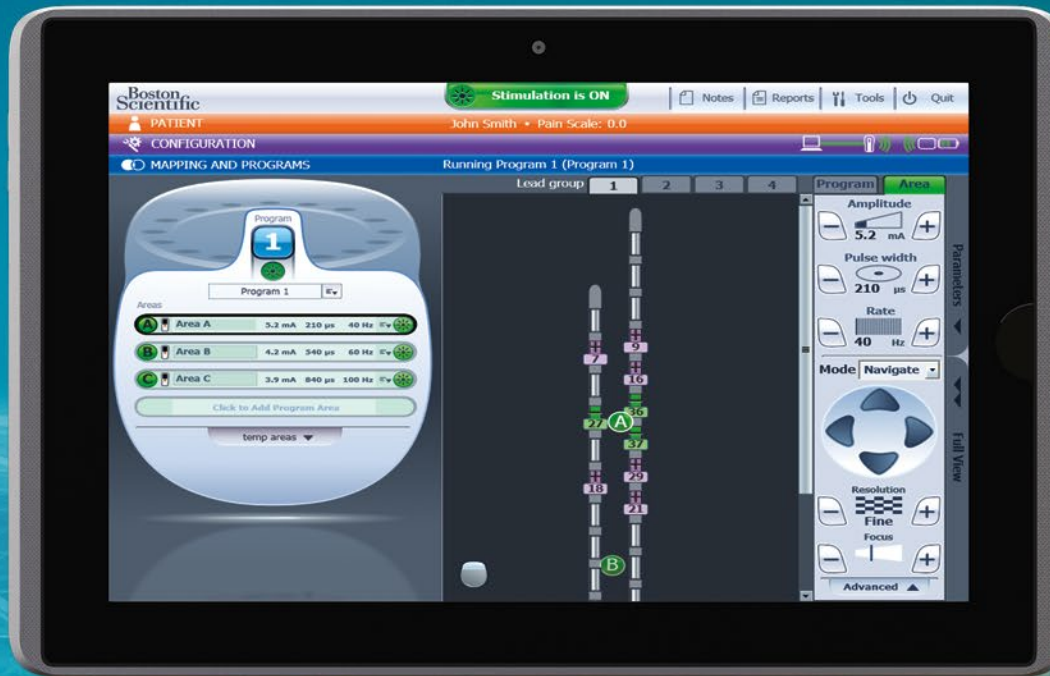 Boston
Scientific
Stimulation is ON
Notes
Reports
Tools
Quit
PATIENT
John Smith • Pain Scale: 0.0
CONFIGURATION
MAPPING AND PROGRAMS
Running Program 1 (Program 1)
Lead group 1 2 3 4
Program Area
Program
1
Program 1
Areas
A Area A 5.2 mA 210 µs 40 Hz
B Area B 4.2 mA 540 µs 60 Hz
C Area C 3.9 mA 840 µs 100 Hz
Click to Add Program Area
temp areas
7
9
16
27
A
36
37
18
29
21
B
Amplitude
5.2 mA
Pulse width
210 µs
Rate
40 Hz
Mode Navigate
Resolution
Fine
Focus
Advanced
Parameters
Full View